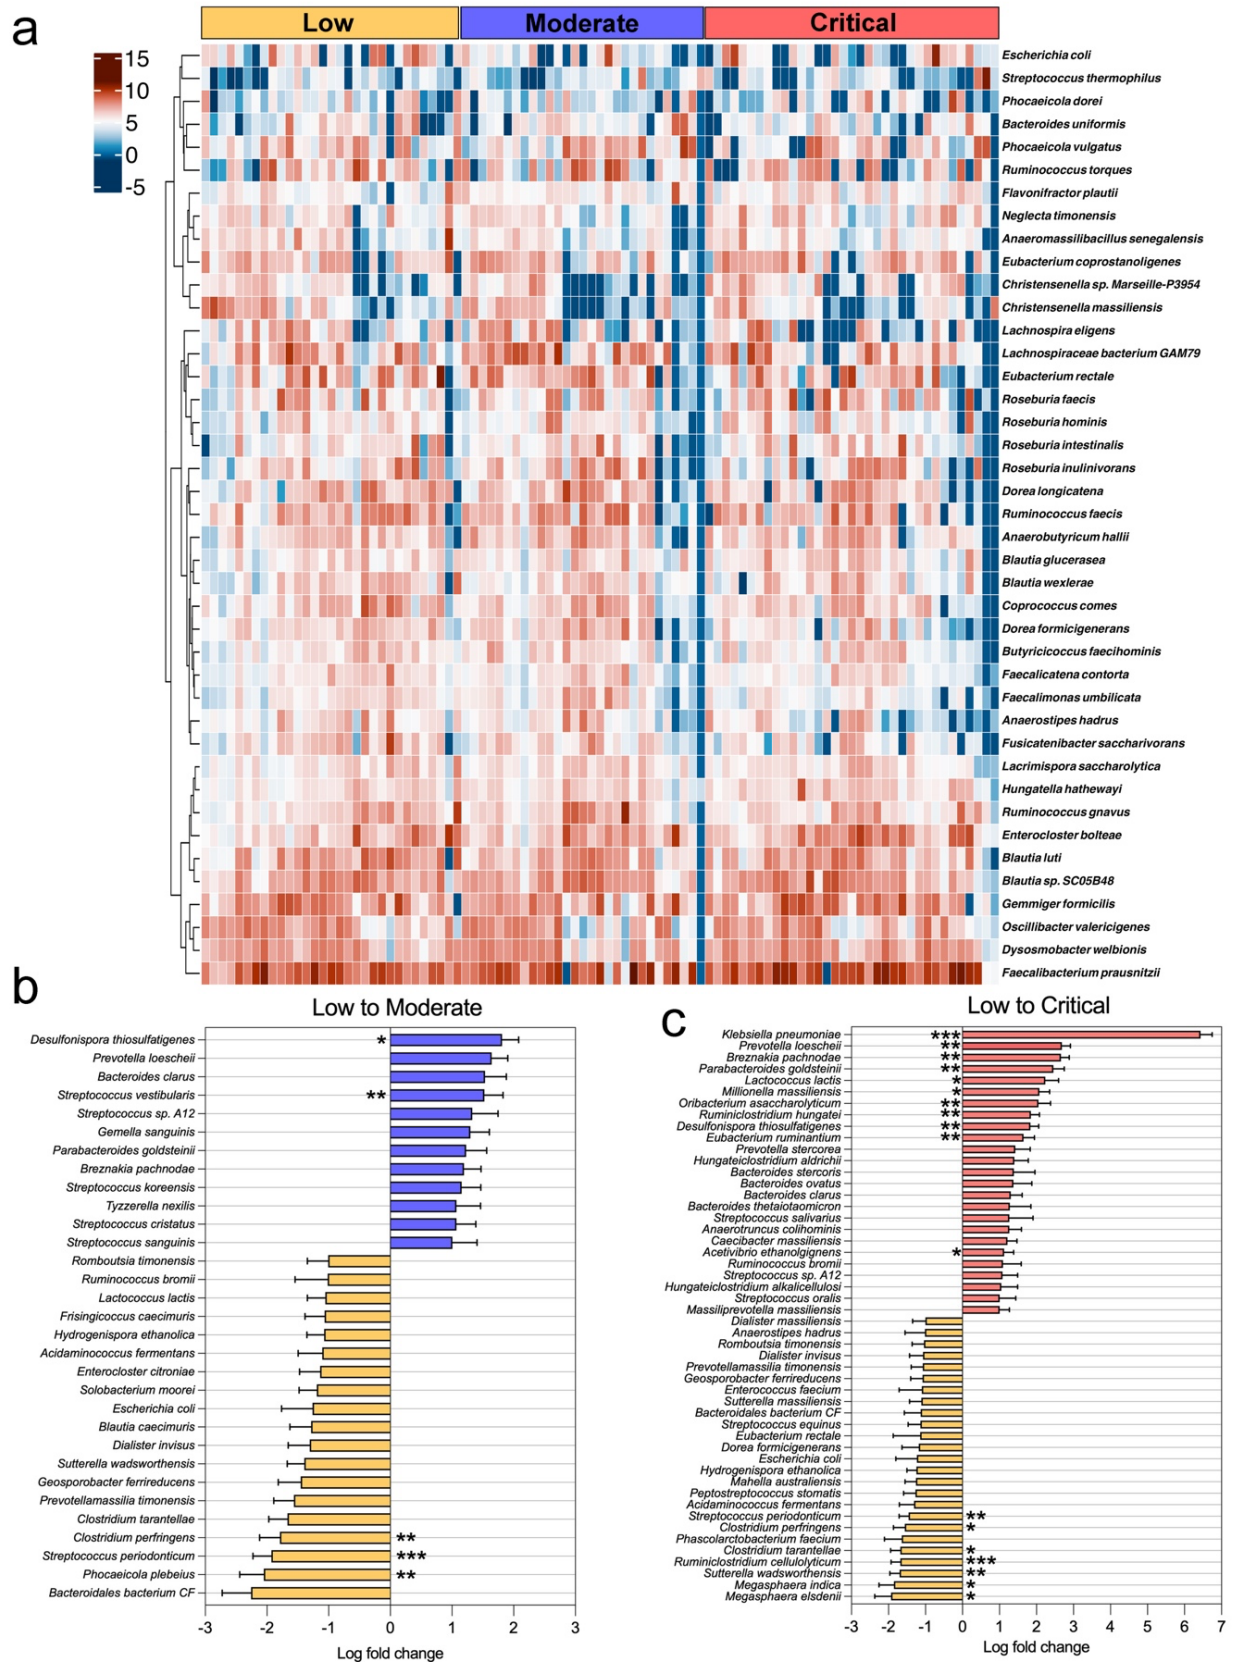 a
Low Moderate Critical
15
10
5
0
-5
Escherichia coli
Streptococcus thermophilus
Phocaeicola dorei
Bacteroides uniformis
Phocaeicola vulgatus
Ruminococcus torques
Flavonifractor plautii
Neglecta timonensis
Anaeromassilibacillus senegalensis
Eubacterium coprostanoligenes
Christensenella sp. Marseille-P3954
Christensenella massiliensis
Lachnospira eligens
Lachnospiraceae bacterium GAM79
Eubacterium rectale
Roseburia faecis
Roseburia hominis
Roseburia intestinalis
Roseburia inulinivorans
Dorea longicatena
Ruminococcus faecis
Anaerobutyricum hallii
Blautia glucerasea
Blautia wexlerae
Coprococcus comes
Dorea formicigenerans
Butyricicoccus faecihominis
Faecalicatena contorta
Faecalimonas umbilicata
Anaerostipes hadrus
Fusicatenibacter saccharivorans
Lacrimispora saccharolytica
Hungatella hathewayi
Ruminococcus gnavus
Enterocloster bolteae
Blautia luti
Blautia sp. SC05B48
Gemmiger formicilis
Oscillibacter valericigenes
Dysosmobacter welbionis
Faecalibacterium prausnitzii
b
Low to Moderate
Desulfonispora thiosulfatigenes *
Prevotella loescheii
Bacteroides clarus
Streptococcus vestibularis **
Streptococcus sp. A12
Gemella sanguinis
Parabacteroides goldsteinii
Breznakia pachnodae
Streptococcus koreensis
Tyzzerella nexilis
Streptococcus cristatus
Streptococcus sanguinis
Romboutsia timonensis
Ruminococcus bromii
Lactococcus lactis
Frisingicoccus caecimuris
Hydrogenispora ethanolica
Acidaminococcus fermentans
Enterocloster citroniae
Solobacterium moorei
Escherichia coli
Blautia caecimuris
Dialister invisus
Sutterella wadsworthensis
Geosporobacter ferrireducens
Prevotellamassilia timonensis
Clostridium tarantellae
Clostridium perfringens **
Streptococcus periodonticum ***
Phocaeicola plebeius **
Bacteroidales bacterium CF
-3 -2 -1 0 1 2 3
Log fold change
c
Low to Critical
Klebsiella pneumoniae ***
Prevotella loescheii **
Breznakia pachnodae **
Parabacteroides goldsteinii **
Lactococcus lactis *
Millionella massiliensis *
Oribacterium asaccharolyticum **
Ruminiclostridium hungatei **
Desulfonispora thiosulfatigenes **
Eubacterium ruminantium **
Prevotella stercorea
Hungateiclostridium aldrichii
Bacteroides stercoris
Bacteroides ovatus
Bacteroides clarus
Bacteroides thetaiotaomicron
Streptococcus salivarius
Anaerotruncus colihominis
Caecibacter massiliensis
Acetivibrio ethanolgignens *
Ruminococcus bromii
Streptococcus sp. A12
Hungateiclostridium alkalicellulosi
Streptococcus oralis
Massiliprevotella massiliensis
Dialister massiliensis
Anaerostipes hadrus
Romboutsia timonensis
Dialister invisus
Prevotellamassilia timonensis
Geosporobacter ferrireducens
Enterococcus faecium
Sutterella massiliensis
Bacteroidales bacterium CF
Streptococcus equinus
Eubacterium rectale
Dorea formicigenerans
Escherichia coli
Hydrogenispora ethanolica
Mahella australiensis
Peptostreptococcus stomatis
Acidaminococcus fermentans
Streptococcus periodonticum **
Clostridium perfringens *
Phascolarctobacterium faecium
Clostridium tarantellae *
Ruminiclostridium cellulolyticum ***
Sutterella wadsworthensis **
Megasphaera indica *
Megasphaera elsdenii *
-3 -2 -1 0 1 2 3 4 5 6 7
Log fold change